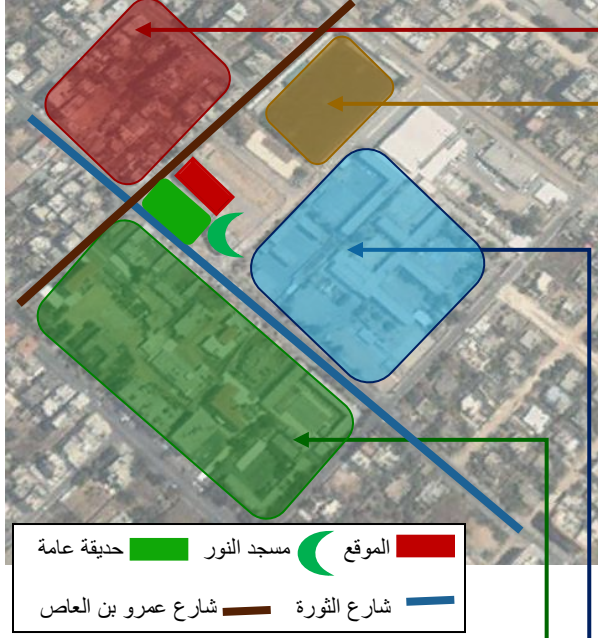 الموقع مسجد النور حديقة عامة
شارع الثورة شارع عمرو بن العاص